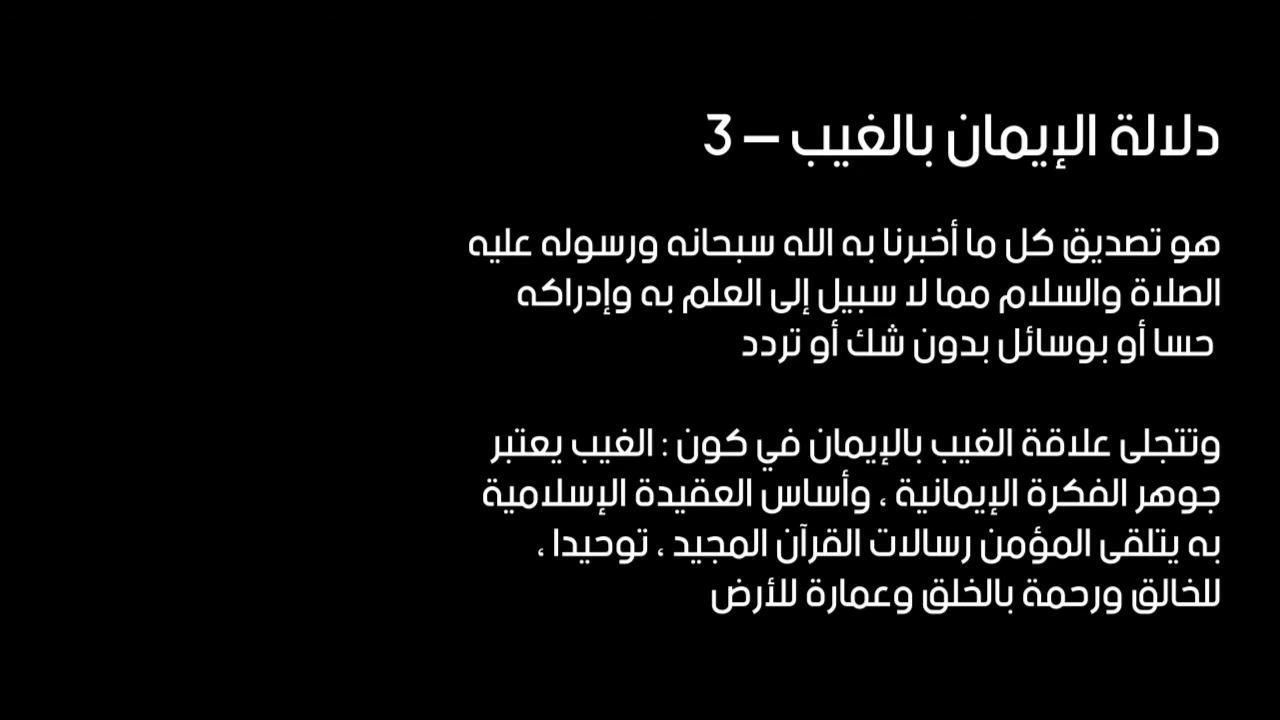 3 – دلالة الإيمان بالغيب
هو تصديق كل ما أخبرنا به الله سبحانه ورسوله عليه
الصلاة والسلام مما لا سبيل إلى العلم به وإدراكه
حسا أو بوسائل بدون شك أو تردد
وتتجلى علاقة الغيب بالإيمان في كون : الغيب يعتبر
جوهر الفكرة الإيمانية ، وأساس العقيدة الإسلامية
به يتلقى المؤمن رسالات القرآن المجيد ، توحيدا ،
للخالق ورحمة بالخلق وعمارة للأرض